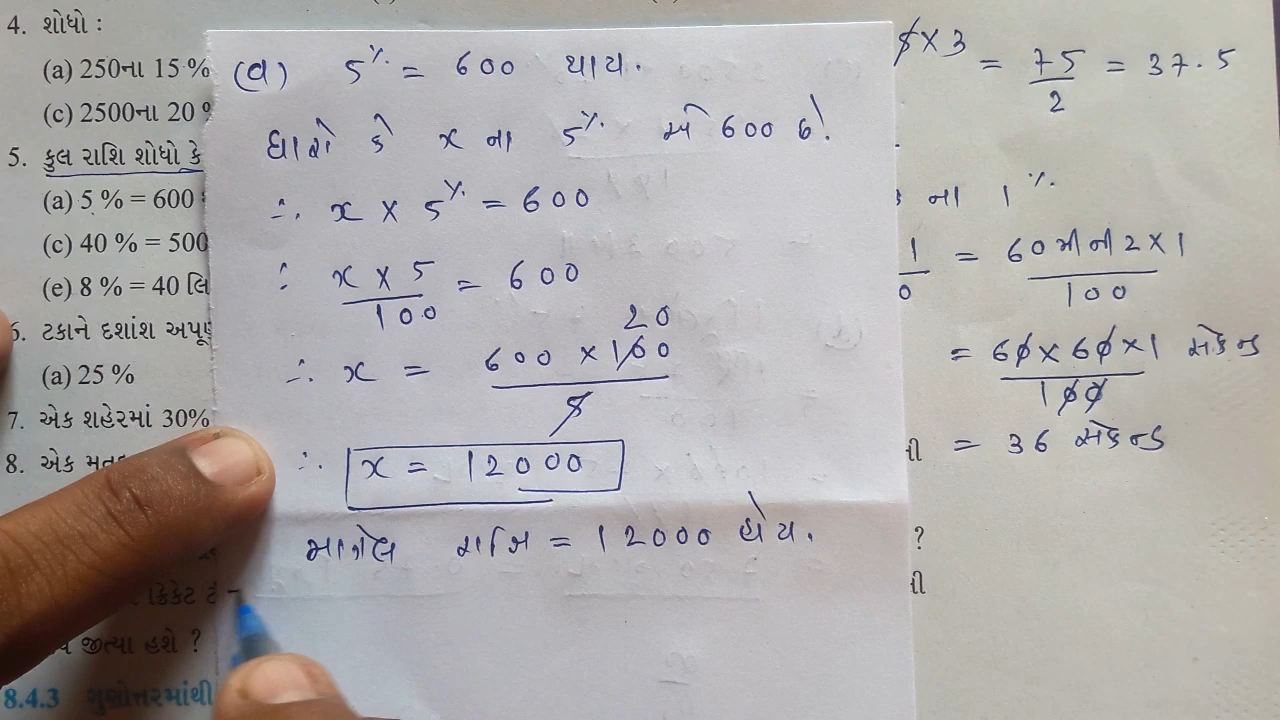 4. શોધો :
(a) 250ના 15 %
(c) 2500ના 20 %
5. કુલ રાશિ શોધો કે
(a) 5 % = 600
(c) 40 % = 500
(e) 8 % = 40 લિ
6. ટકાને દશાંશ અપૂ
(a) 25 %
7. એક શહેરમાં 30%
8. એક
ક્રિકેટ ટ
જીત્યા હશે ?
8.4.3 ગુણોત્તરમાંથી
(a) 5% = 600 થાય.
ધારો કે x ના 5% એ 600 છે.
∴ x × 5% = 600
∴ x × 5 / 100 = 600
∴ x = 600 × 100 / 5
20
∴ x = 12000
માંગેલ રાશિ = 12000 હોય.
× 3 = 75 / 2 = 37.5
ના 1 %
1 = 60 મીનીટ × 1 / 100
= 60 × 60 × 1 સેકન્ડ / 100
= 36 સેકન્ડ
ની
?
ની